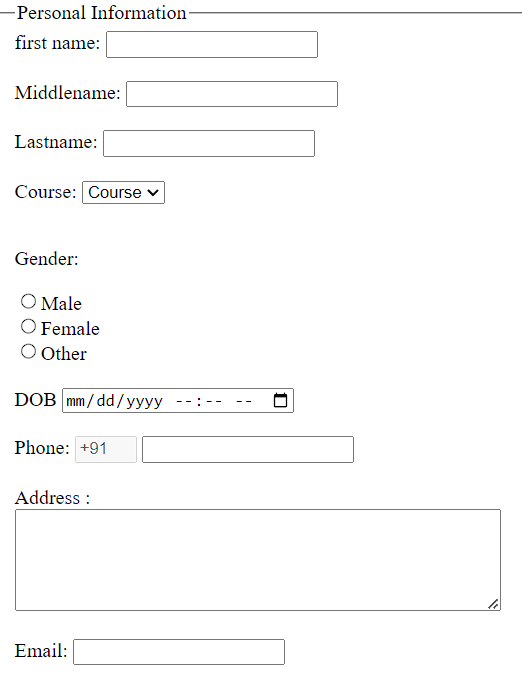 Personal Information
first name:
Middlename:
Lastname:
Course: Course
Gender:
Male
Female
Other
DOB mm/dd/yyyy --:-- --
Phone: +91
Address :
Email: